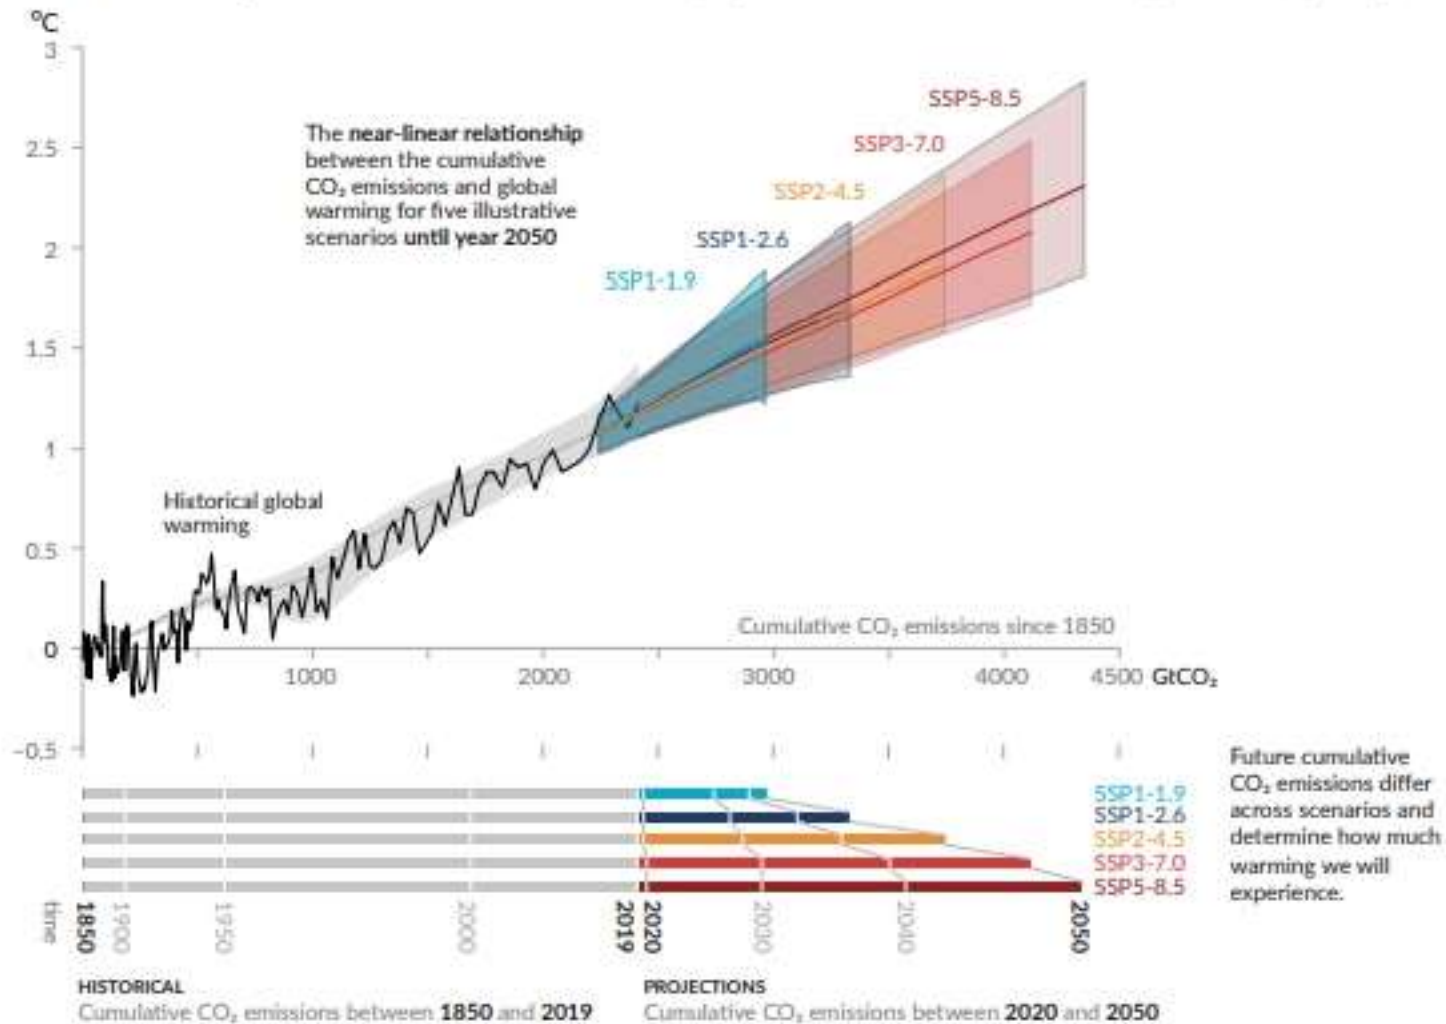 °C
3
SSP5-8.5
The near-linear relationship
between the cumulative
CO₂ emissions and global
warming for five illustrative
scenarios until year 2050
2.5
SSP3-7.0
SSP2-4.5
2
SSP1-2.6
SSP1-1.9
1.5
1
Historical global
warming
0.5
Cumulative CO₂ emissions since 1850
0
1000
2000
3000
4000
4500 GtCO₂
−0.5
Future cumulative
CO₂ emissions differ
across scenarios and
determine how much
warming we will
experience.
SSP1-1.9
SSP1-2.6
SSP2-4.5
SSP3-7.0
SSP5-8.5
time
1850
1900
1950
2000
2019
2020
2030
2040
2050
HISTORICAL
Cumulative CO₂ emissions between 1850 and 2019
PROJECTIONS
Cumulative CO₂ emissions between 2020 and 2050